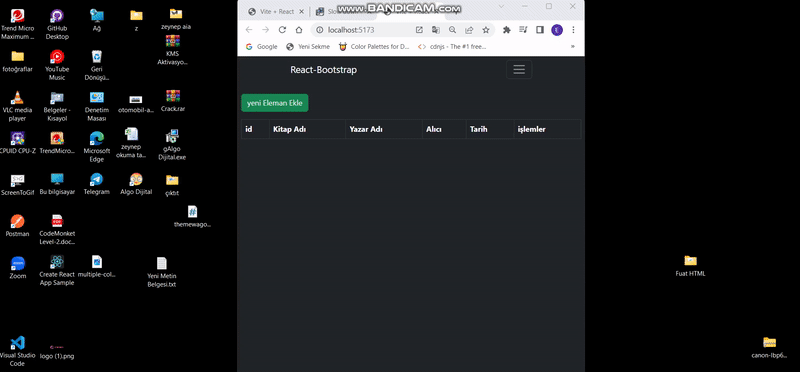 WWW.BANDICAM.COM
Vite + React
localhost:5173
Google
Yeni Sekme
Color Palettes for D...
cdnjs - The #1 free...
React-Bootstrap
yeni Eleman Ekle
id
Kitap Adı
Yazar Adı
Alıcı
Tarih
işlemler
Trend Micro
Maximum ...
GitHub
Desktop
Ağ
z
zeynep aia
fotoğraflar
YouTube
Music
Geri
Dönüşü...
KMS
Aktivasyo...
VLC media
player
Belgeler -
Kısayol
Denetim
Masası
otomobil-a...
Crack.rar
CPUID CPU-Z
TrendMicro...
Microsoft
Edge
zeynep
okuma ta...
gAlgo
Dijital.exe
ScreenToGif
Bu bilgisayar
Telegram
Algo Dijital
çıktıt
Postman
CodeMonket
Level-2.doc...
themewago...
Zoom
Create React
App Sample
multiple-col...
Yeni Metin
Belgesi.txt
Visual Studio
Code
logo (1).png
Fuat HTML
canon-lbp6...